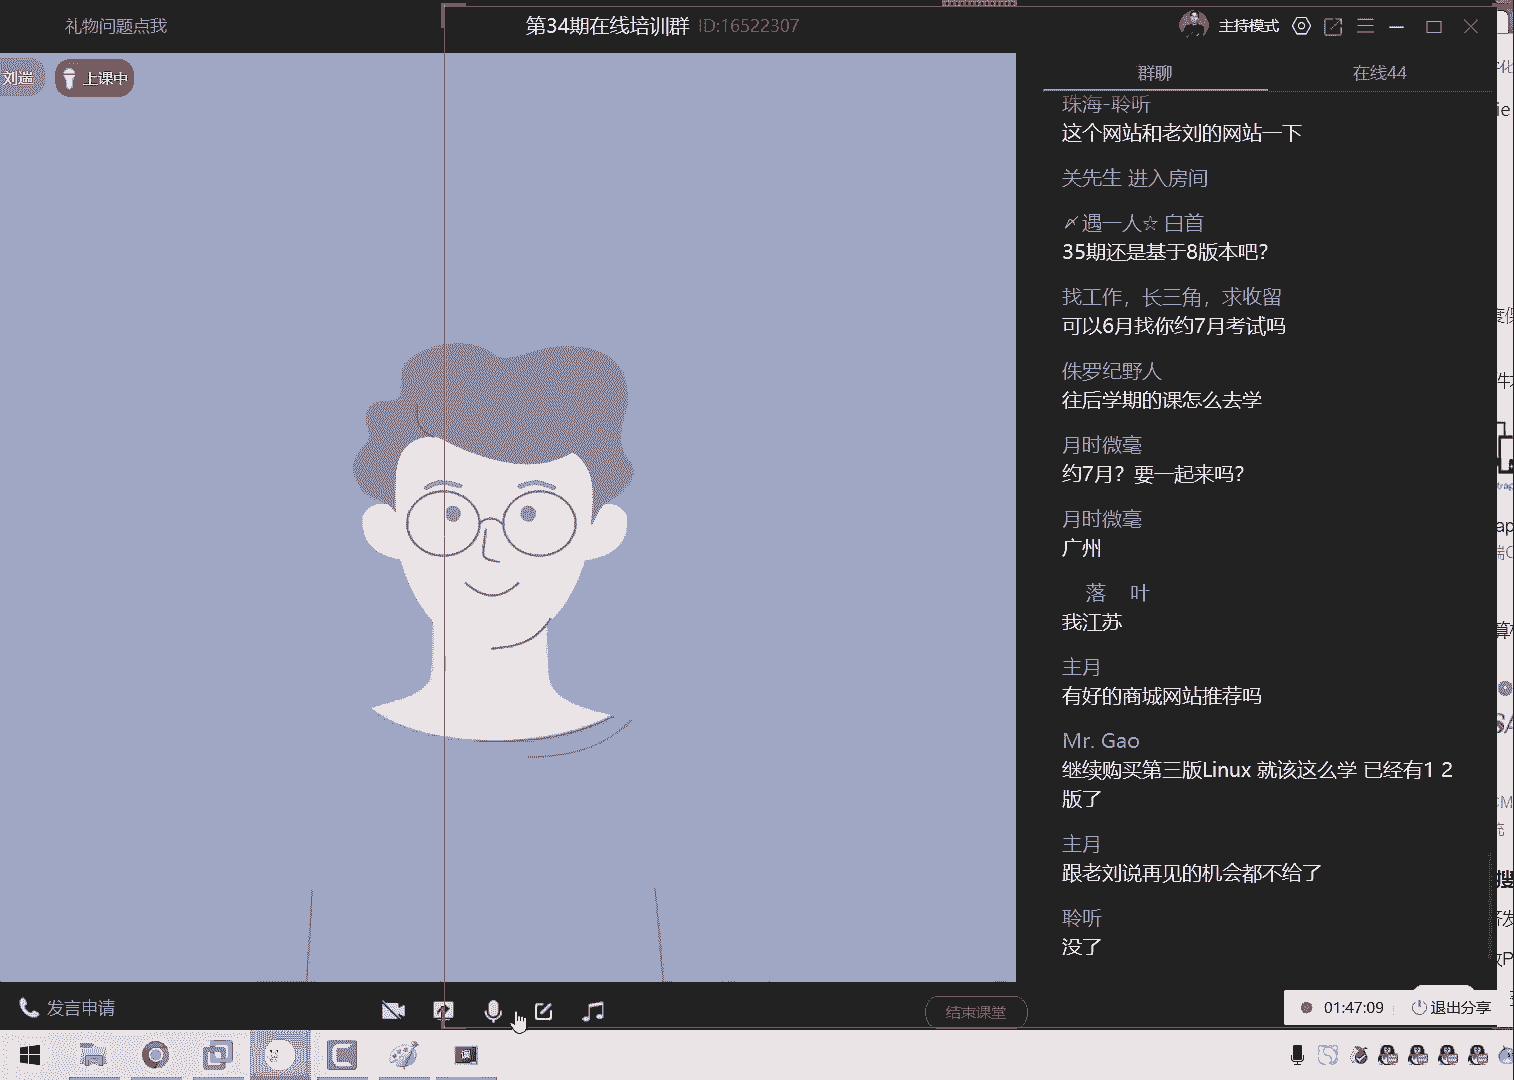 礼物问题点我
第34期在线培训群 ID:16522307
主持模式
刘遄
上课中
群聊
在线44
珠海-聆听
这个网站和老刘的网站一下
关先生 进入房间
〆遇一人☆ 白首
35期还是基于8版本吧?
找工作，长三角，求收留
可以6月找你约7月考试吗
侏罗纪野人
往后学期的课怎么去学
月时微毫
约7月？要一起来吗?
月时微毫
广州
落 叶
我江苏
主月
有好的商城网站推荐吗
Mr. Gao
继续购买第三版Linux 就该这么学 已经有1 2
版了
主月
跟老刘说再见的机会都不给了
聆听
没了
发言申请
结束课堂
01:47:09
退出分享